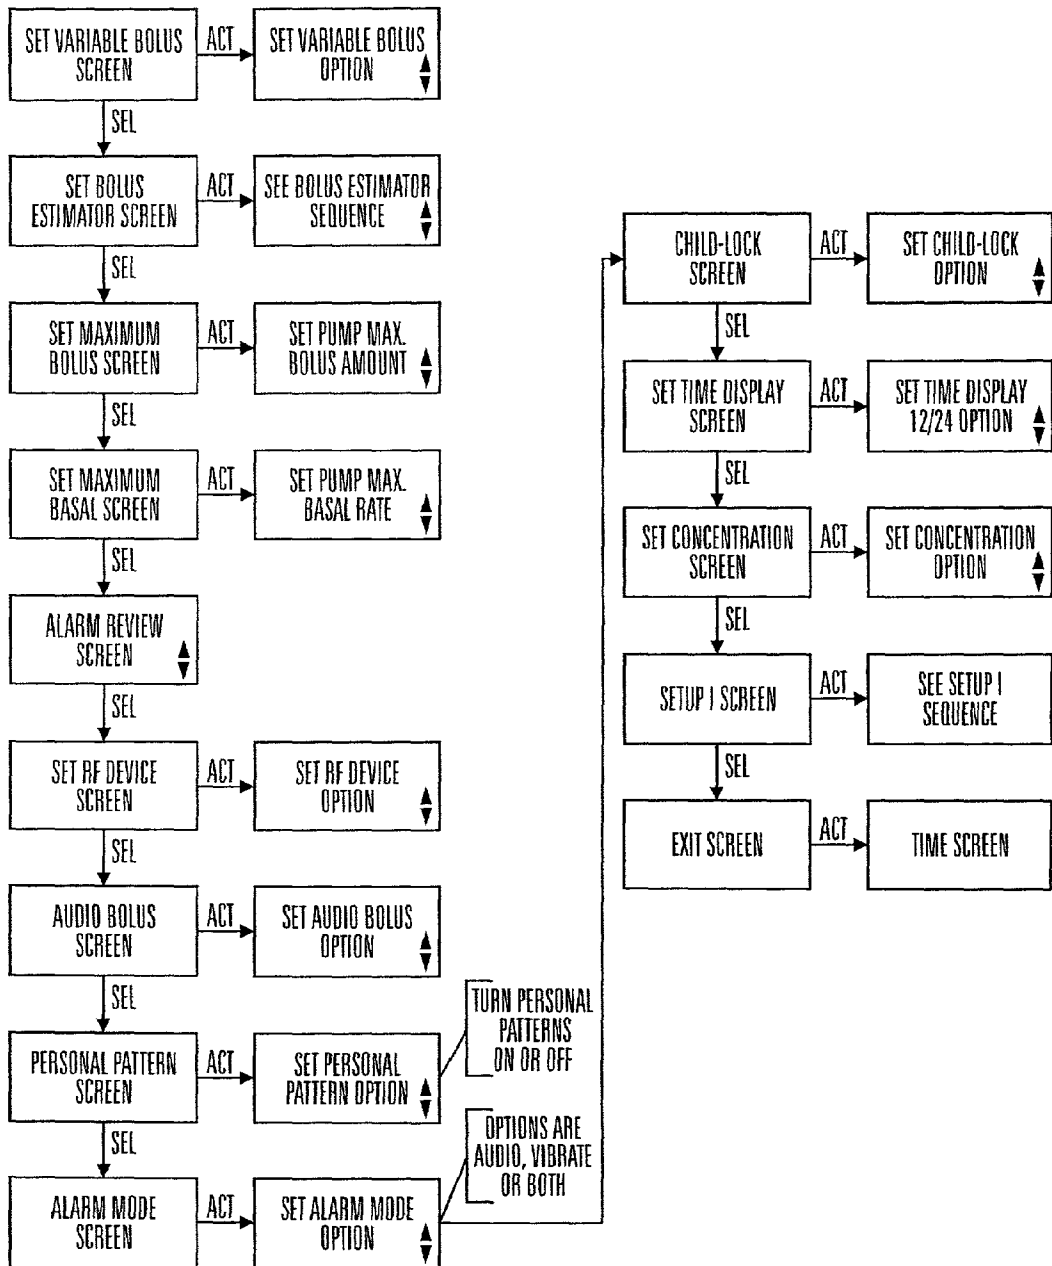 SET VARIABLE BOLUS
SCREEN
ACT
SET VARIABLE BOLUS
OPTION
SEL
SET BOLUS
ESTIMATOR SCREEN
ACT
SEE BOLUS ESTIMATOR
SEQUENCE
SEL
SET MAXIMUM
BOLUS SCREEN
ACT
SET PUMP MAX.
BOLUS AMOUNT
SEL
SET MAXIMUM
BASAL SCREEN
ACT
SET PUMP MAX.
BASAL RATE
SEL
ALARM REVIEW
SCREEN
SEL
SET RF DEVICE
SCREEN
ACT
SET RF DEVICE
OPTION
SEL
AUDIO BOLUS
SCREEN
ACT
SET AUDIO BOLUS
OPTION
SEL
PERSONAL PATTERN
SCREEN
ACT
SET PERSONAL
PATTERN OPTION
TURN PERSONAL
PATTERNS
ON OR OFF
SEL
ALARM MODE
SCREEN
ACT
SET ALARM MODE
OPTION
OPTIONS ARE
AUDIO, VIBRATE
OR BOTH
CHILD-LOCK
SCREEN
ACT
SET CHILD-LOCK
OPTION
SEL
SET TIME DISPLAY
SCREEN
ACT
SET TIME DISPLAY
12/24 OPTION
SEL
SET CONCENTRATION
SCREEN
ACT
SET CONCENTRATION
OPTION
SEL
SETUP I SCREEN
ACT
SEE SETUP I
SEQUENCE
SEL
EXIT SCREEN
ACT
TIME SCREEN